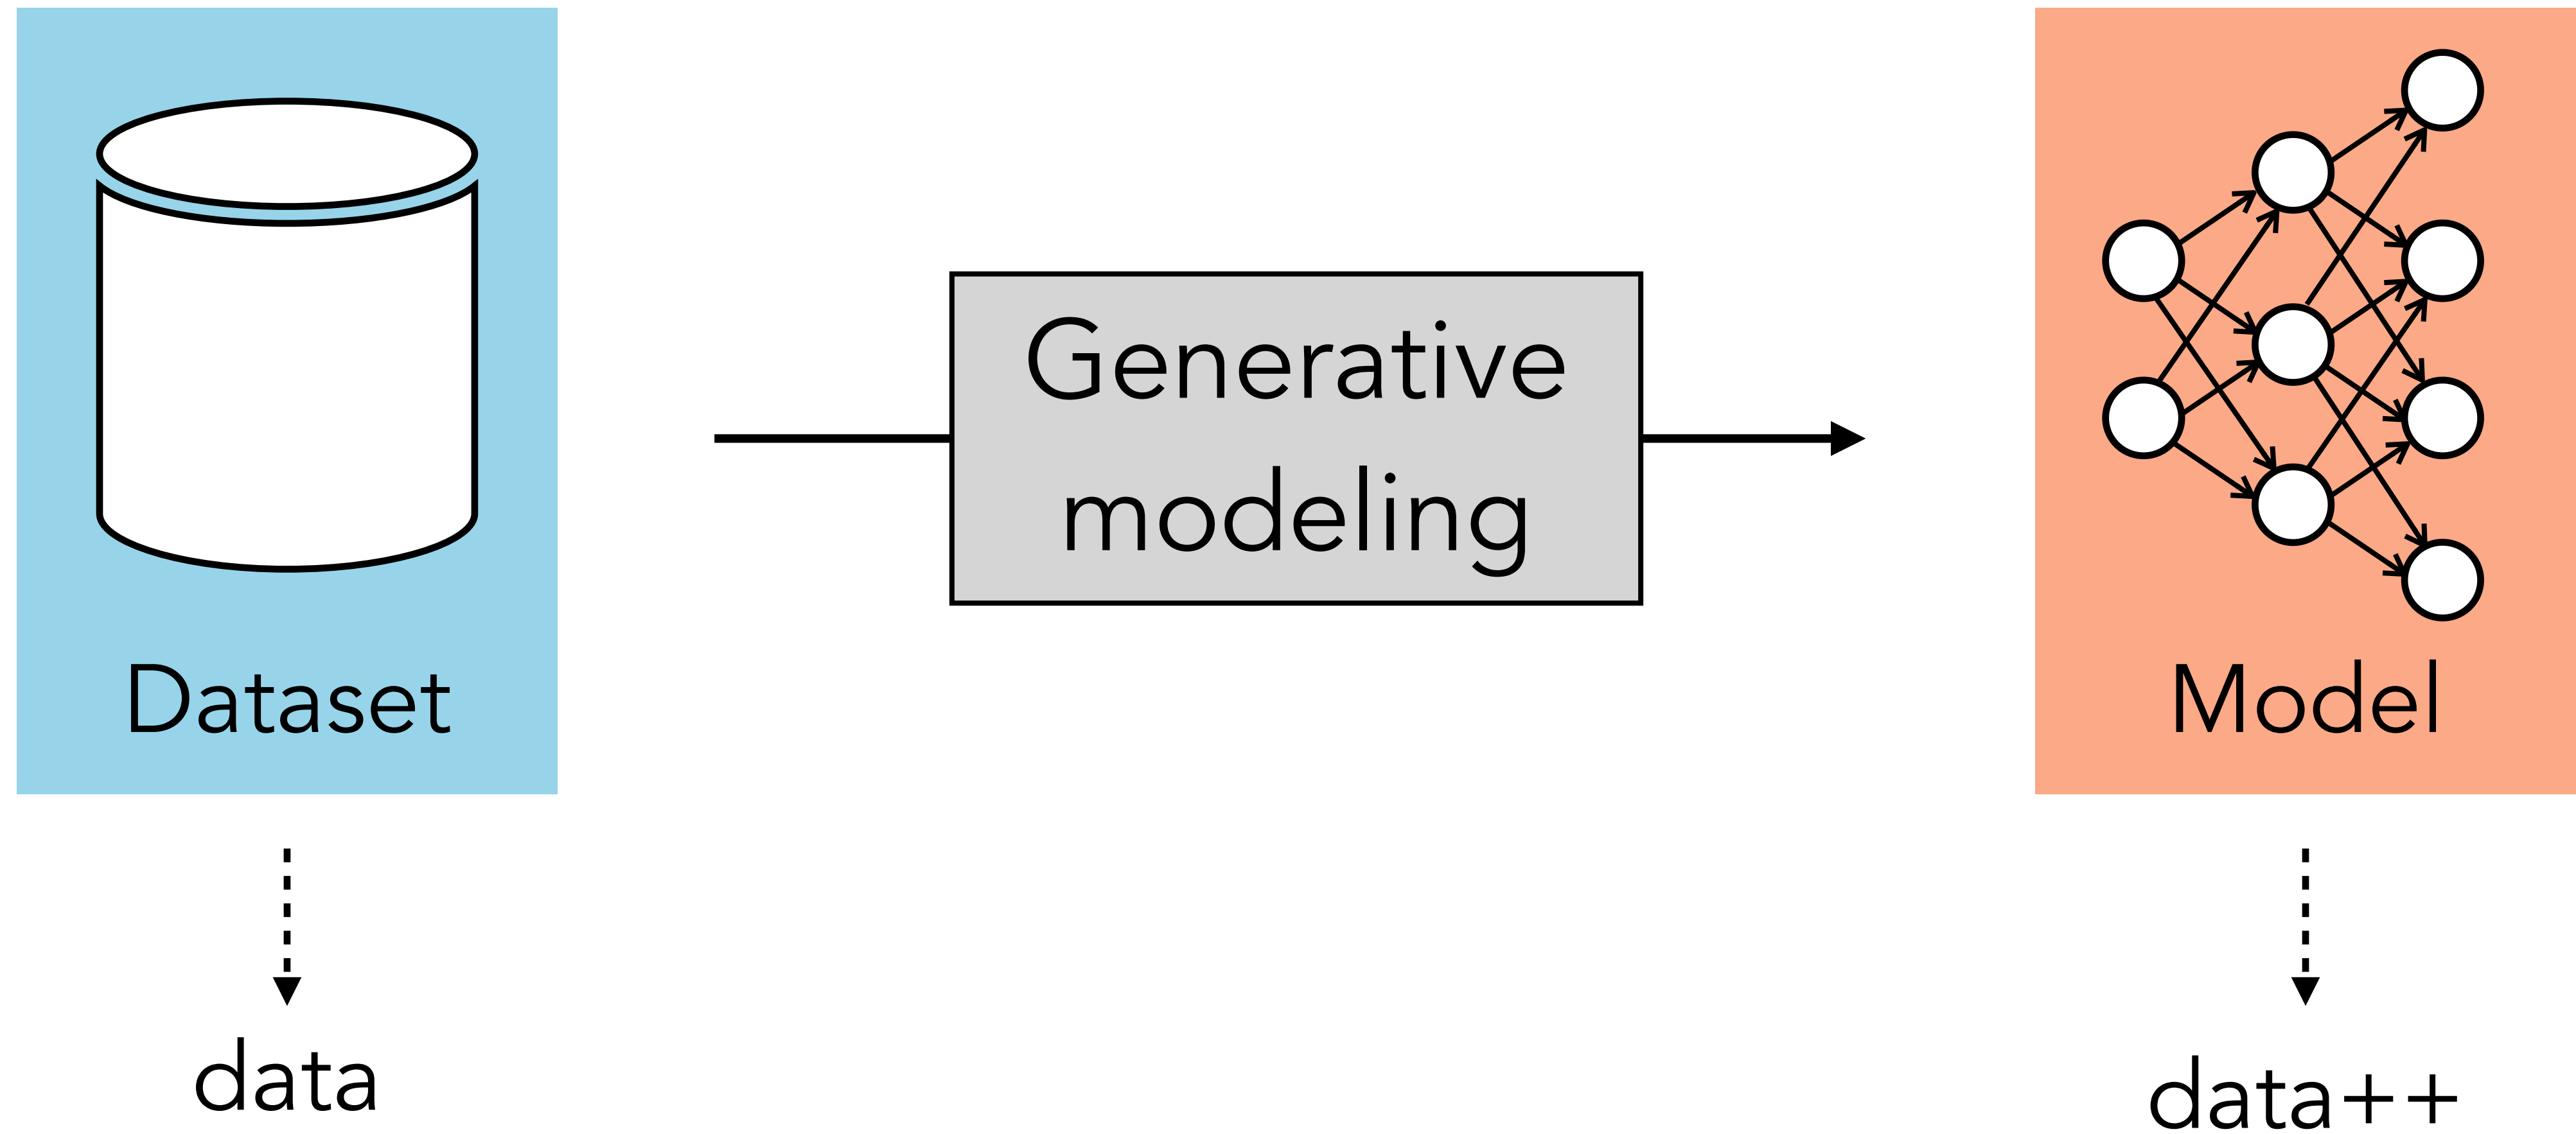 Generative
modeling
Dataset
Model
data
data++